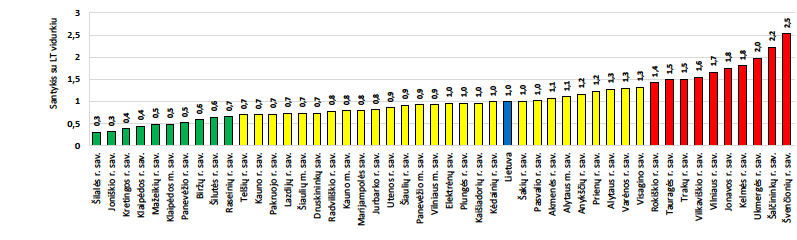 Santykis su LT vidurkiu
3
2,5
2
1,5
1
0,5
0
0,3
0,3
0,4
0,4
0,5
0,5
0,5
0,6
0,6
0,7
0,7
0,7
0,7
0,7
0,7
0,7
0,8
0,8
0,8
0,8
0,9
0,9
0,9
0,9
1,0
1,0
1,0
1,0
1,0
1,0
1,0
1,1
1,1
1,2
1,2
1,3
1,3
1,3
1,4
1,5
1,5
1,6
1,7
1,8
1,8
2,0
2,2
2,5
Šilalės r. sav.
Joniškio r. sav.
Kretingos r. sav.
Klaipėdos r. sav.
Mažeikių r. sav.
Klaipėdos m. sav.
Panevėžio r. sav.
Biržų r. sav.
Šilutės r. sav.
Raseinių r. sav.
Telšių r. sav.
Kauno r. sav.
Pakruojo r. sav.
Lazdijų r. sav.
Šiaulių m. sav.
Druskininkų sav.
Radviliškio r. sav.
Kauno m. sav.
Marijampolės sav.
Jurbarko r. sav.
Utenos r. sav.
Šiaulių r. sav.
Panevėžio m. sav.
Vilniaus m. sav.
Elektrėnų sav.
Plungės r. sav.
Kaišiadorių r. sav.
Kėdainių r. sav.
Lietuva
Šakių r. sav.
Pasvalio r. sav.
Akmenės r. sav.
Alytaus m. sav.
Anykščių r. sav.
Prienų r. sav.
Alytaus r. sav.
Varėnos r. sav.
Visagino sav.
Rokiškio r. sav.
Tauragės r. sav.
Trakų r. sav.
Vilkaviškio r. sav.
Vilniaus r. sav.
Jonavos r. sav.
Kelmės r. sav.
Ukmergės r. sav.
Šalčininkų r. sav.
Švenčionių r. sav.